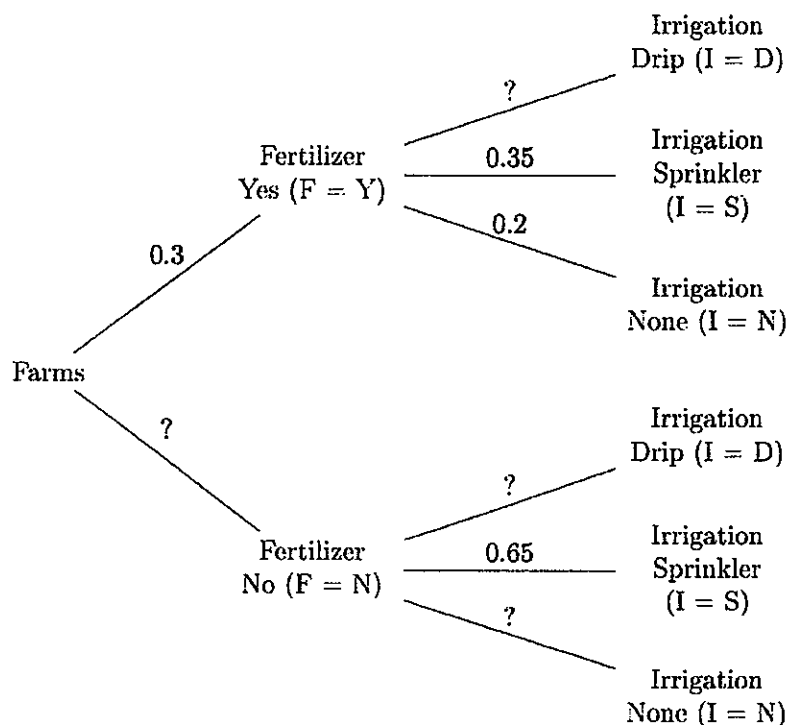 Irrigation
Drip (I = D)
?
Fertilizer
Yes (F = Y)
0.35
Irrigation
Sprinkler
(I = S)
0.2
0.3
Irrigation
None (I = N)
Farms
?
Irrigation
Drip (I = D)
?
Fertilizer
No (F = N)
0.65
Irrigation
Sprinkler
(I = S)
?
Irrigation
None (I = N)